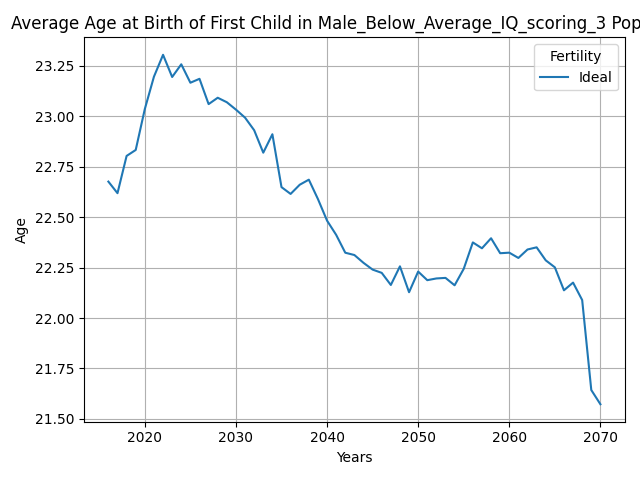 Average Age at Birth of First Child in Male_Below_Average_IQ_scoring_3 Pop
Fertility
Ideal
23.25
23.00
22.75
22.50
22.25
22.00
21.75
21.50
Age
2020 2030 2040 2050 2060 2070
Years